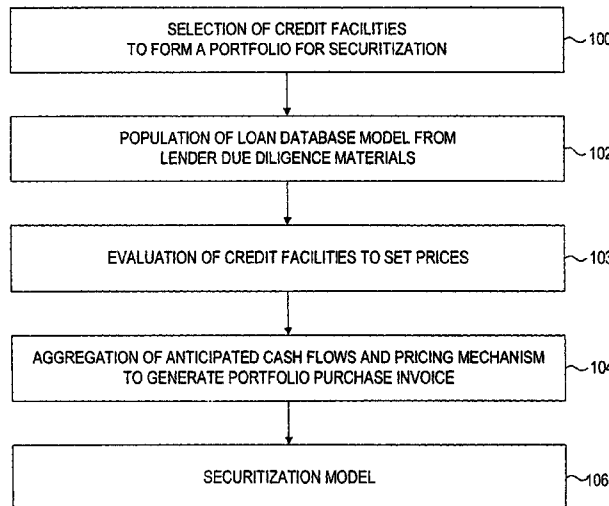 SELECTION OF CREDIT FACILITIES
TO FORM A PORTFOLIO FOR SECURITIZATION
100
POPULATION OF LOAN DATABASE MODEL FROM
LENDER DUE DILIGENCE MATERIALS
102
EVALUATION OF CREDIT FACILITIES TO SET PRICES
103
AGGREGATION OF ANTICIPATED CASH FLOWS AND PRICING MECHANISM
TO GENERATE PORTFOLIO PURCHASE INVOICE
104
SECURITIZATION MODEL
106